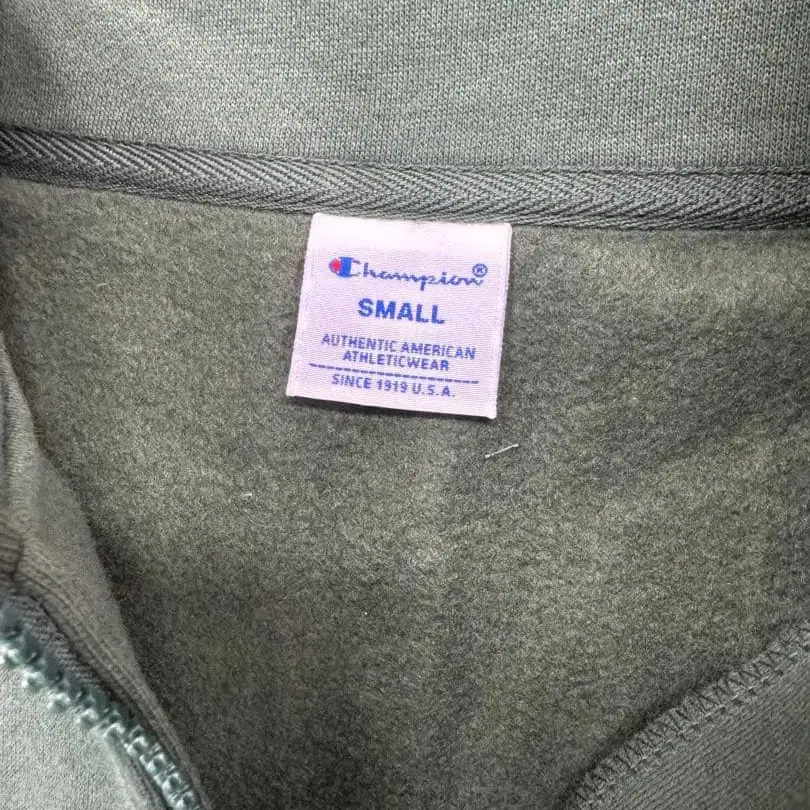 Champion®
SMALL
AUTHENTIC AMERICAN
ATHLETICWEAR
SINCE 1919 U.S.A.